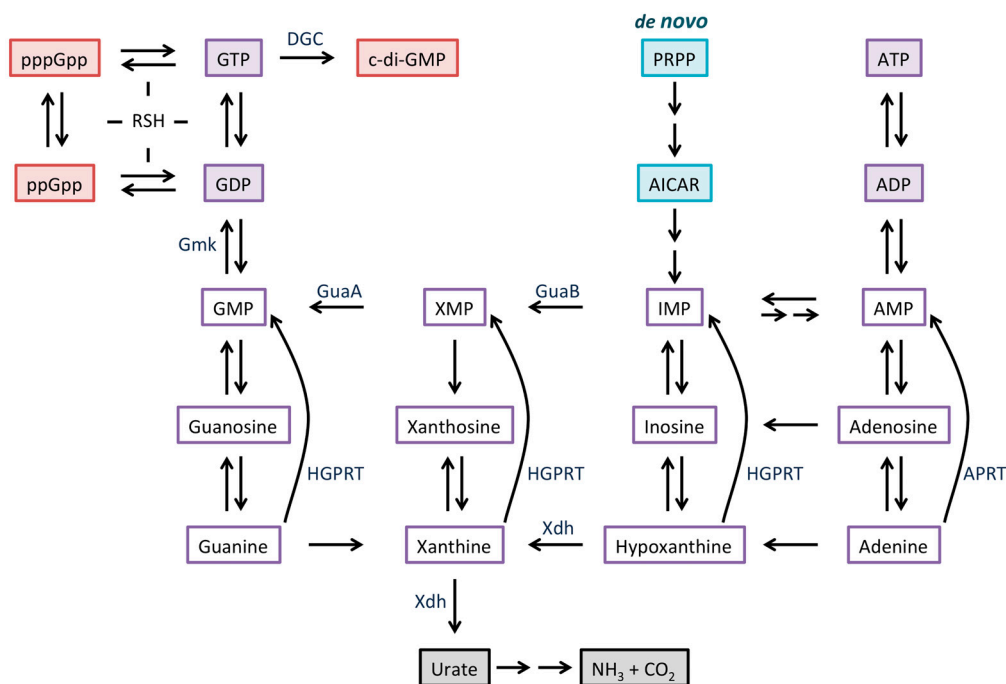 de novo
DGC
pppGpp
GTP
c-di-GMP
PRPP
ATP
RSH
ppGpp
GDP
AICAR
ADP
Gmk
GuaA
GuaB
GMP
XMP
IMP
AMP
Guanosine
Xanthosine
Inosine
Adenosine
HGPRT
HGPRT
HGPRT
APRT
Xdh
Guanine
Xanthine
Hypoxanthine
Adenine
Xdh
Urate
NH₃ + CO₂